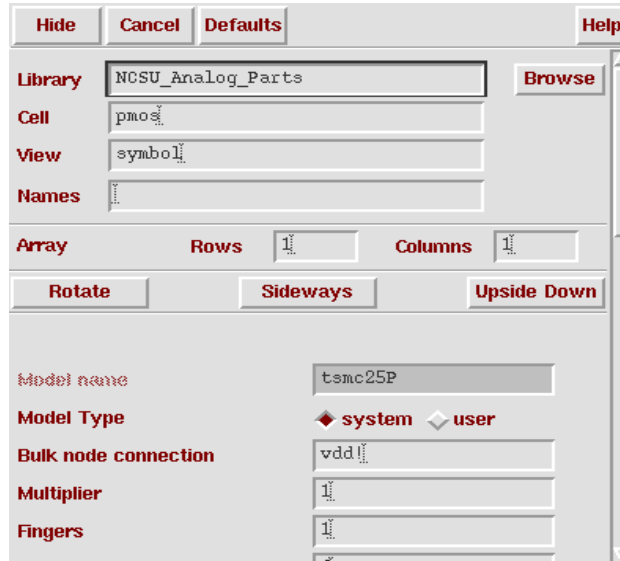 Hide Cancel Defaults Help
Library NCSU_Analog_Parts Browse
Cell pmos
View symbol
Names
Array Rows 1 Columns 1
Rotate Sideways Upside Down
Model name tsmc25P
Model Type system user
Bulk node connection vdd!
Multiplier 1
Fingers 1